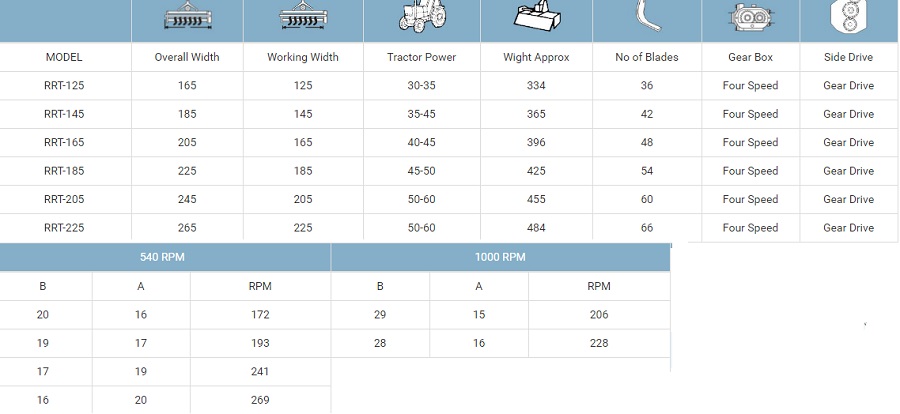 MODEL Overall Width Working Width Tractor Power Wight Approx No of Blades Gear Box Side Drive
RRT-125 165 125 30-35 334 36 Four Speed Gear Drive
RRT-145 185 145 35-45 365 42 Four Speed Gear Drive
RRT-165 205 165 40-45 396 48 Four Speed Gear Drive
RRT-185 225 185 45-50 425 54 Four Speed Gear Drive
RRT-205 245 205 50-60 455 60 Four Speed Gear Drive
RRT-225 265 225 50-60 484 66 Four Speed Gear Drive
540 RPM 1000 RPM
B A RPM B A RPM
20 16 172 29 15 206
19 17 193 28 16 228
17 19 241
16 20 269